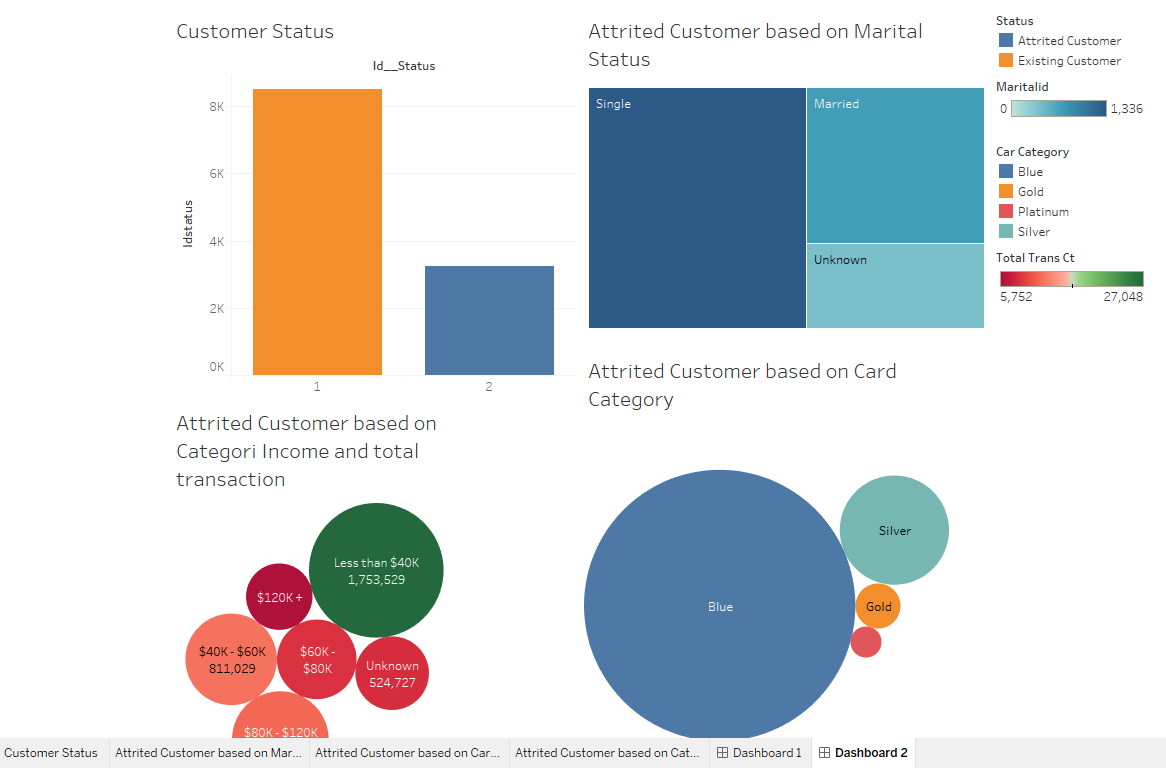 Customer Status
Id__Status
Idstatus
8K
6K
4K
2K
0K
1
2
Attrited Customer based on Marital
Status
Single
Married
Unknown
Status
Attrited Customer
Existing Customer
Maritalid
0
1,336
Car Category
Blue
Gold
Platinum
Silver
Total Trans Ct
5,752
27,048
Attrited Customer based on
Categori Income and total
transaction
Less than $40K
1,753,529
$120K +
$40K - $60K
811,029
$60K -
$80K
Unknown
524,727
$80K - $120K
Attrited Customer based on Card
Category
Blue
Silver
Gold
Customer Status
Attrited Customer based on Mar...
Attrited Customer based on Car...
Attrited Customer based on Cat...
Dashboard 1
Dashboard 2